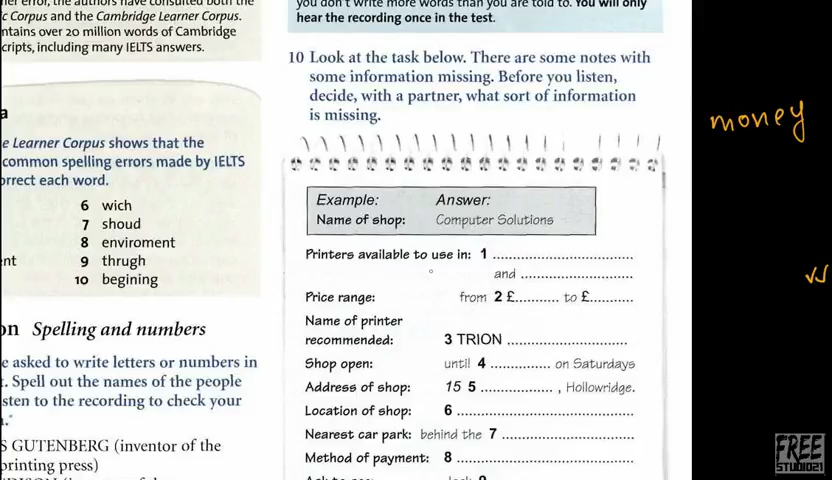 ner error, the authors have consulted both the
c Corpus and the Cambridge Learner Corpus.
ntains over 20 million words of Cambridge
cripts, including many IELTS answers.
a
e Learner Corpus shows that the
common spelling errors made by IELTS
orrect each word.
6 wich
7 shoud
8 enviroment
nt 9 thrugh
10 begining
on Spelling and numbers
e asked to write letters or numbers in
t. Spell out the names of the people
sten to the recording to check your
S GUTENBERG (inventor of the
printing press)
you don't write more words than you are told to. You will only
hear the recording once in the test.
10 Look at the task below. There are some notes with
some information missing. Before you listen,
decide, with a partner, what sort of information
is missing.
Example: Answer:
Name of shop: Computer Solutions
Printers available to use in: 1 ....................
and ....................
Price range: from 2 £.......... to £..........
Name of printer
recommended: 3 TRION ....................
Shop open: until 4 .............. on Saturdays
Address of shop: 15 5 ................. , Hollowridge.
Location of shop: 6 ....................
Nearest car park: behind the 7 ....................
Method of payment: 8 ....................
money
FREE
STUDIO21